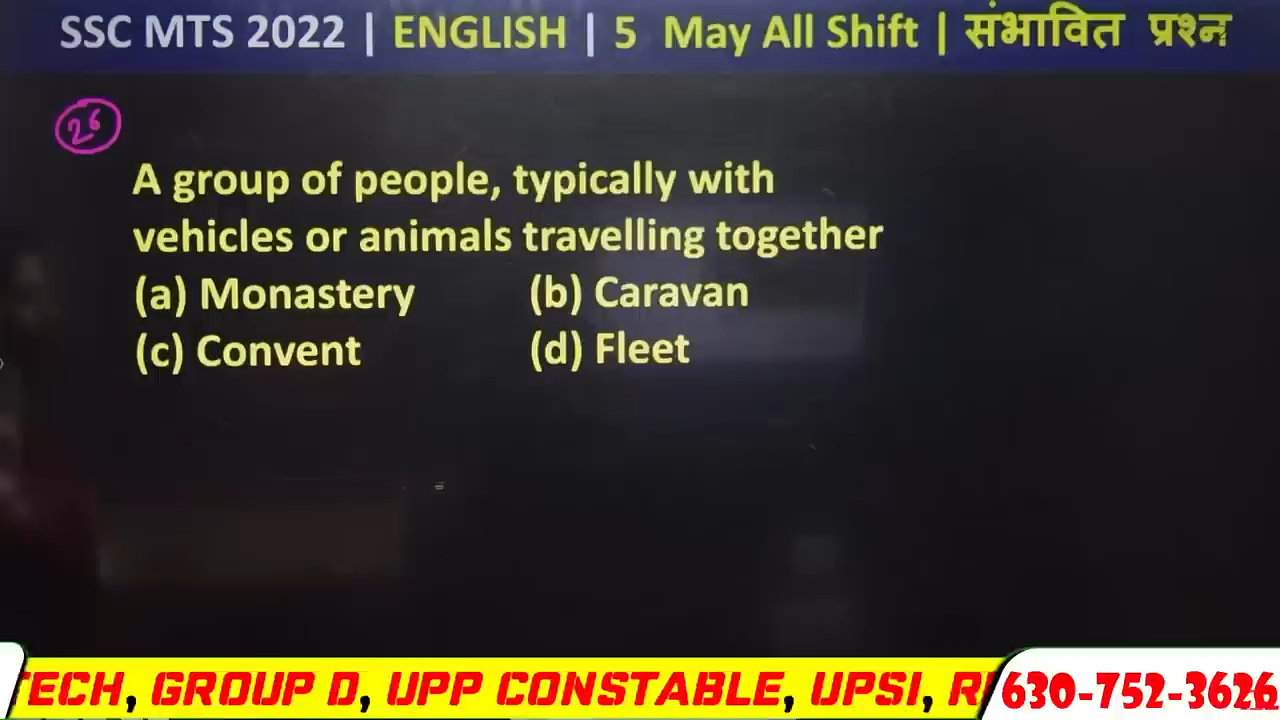 SSC MTS 2022 | ENGLISH | 5 May All Shift | संभावित प्रश्न
26
A group of people, typically with
vehicles or animals travelling together
(a) Monastery (b) Caravan
(c) Convent (d) Fleet
TECH, GROUP D, UPP CONSTABLE, UPSI,
630-752-3626